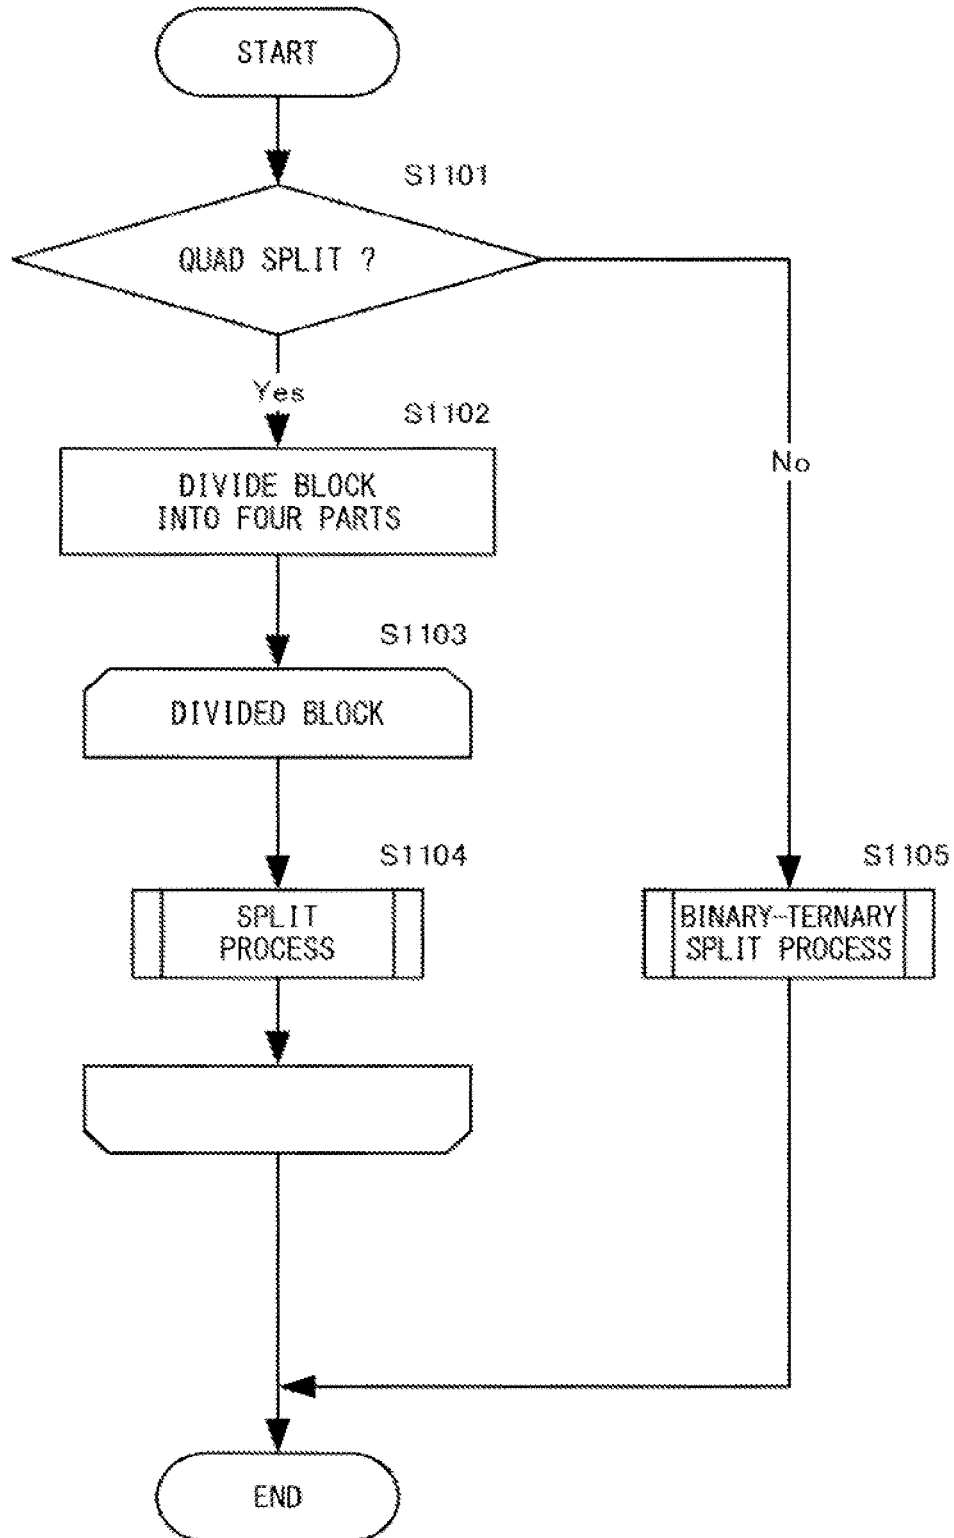 START
S1101
QUAD SPLIT ?
Yes
S1102
DIVIDE BLOCK
INTO FOUR PARTS
No
S1103
DIVIDED BLOCK
S1104
SPLIT
PROCESS
S1105
BINARY-TERNARY
SPLIT PROCESS
END